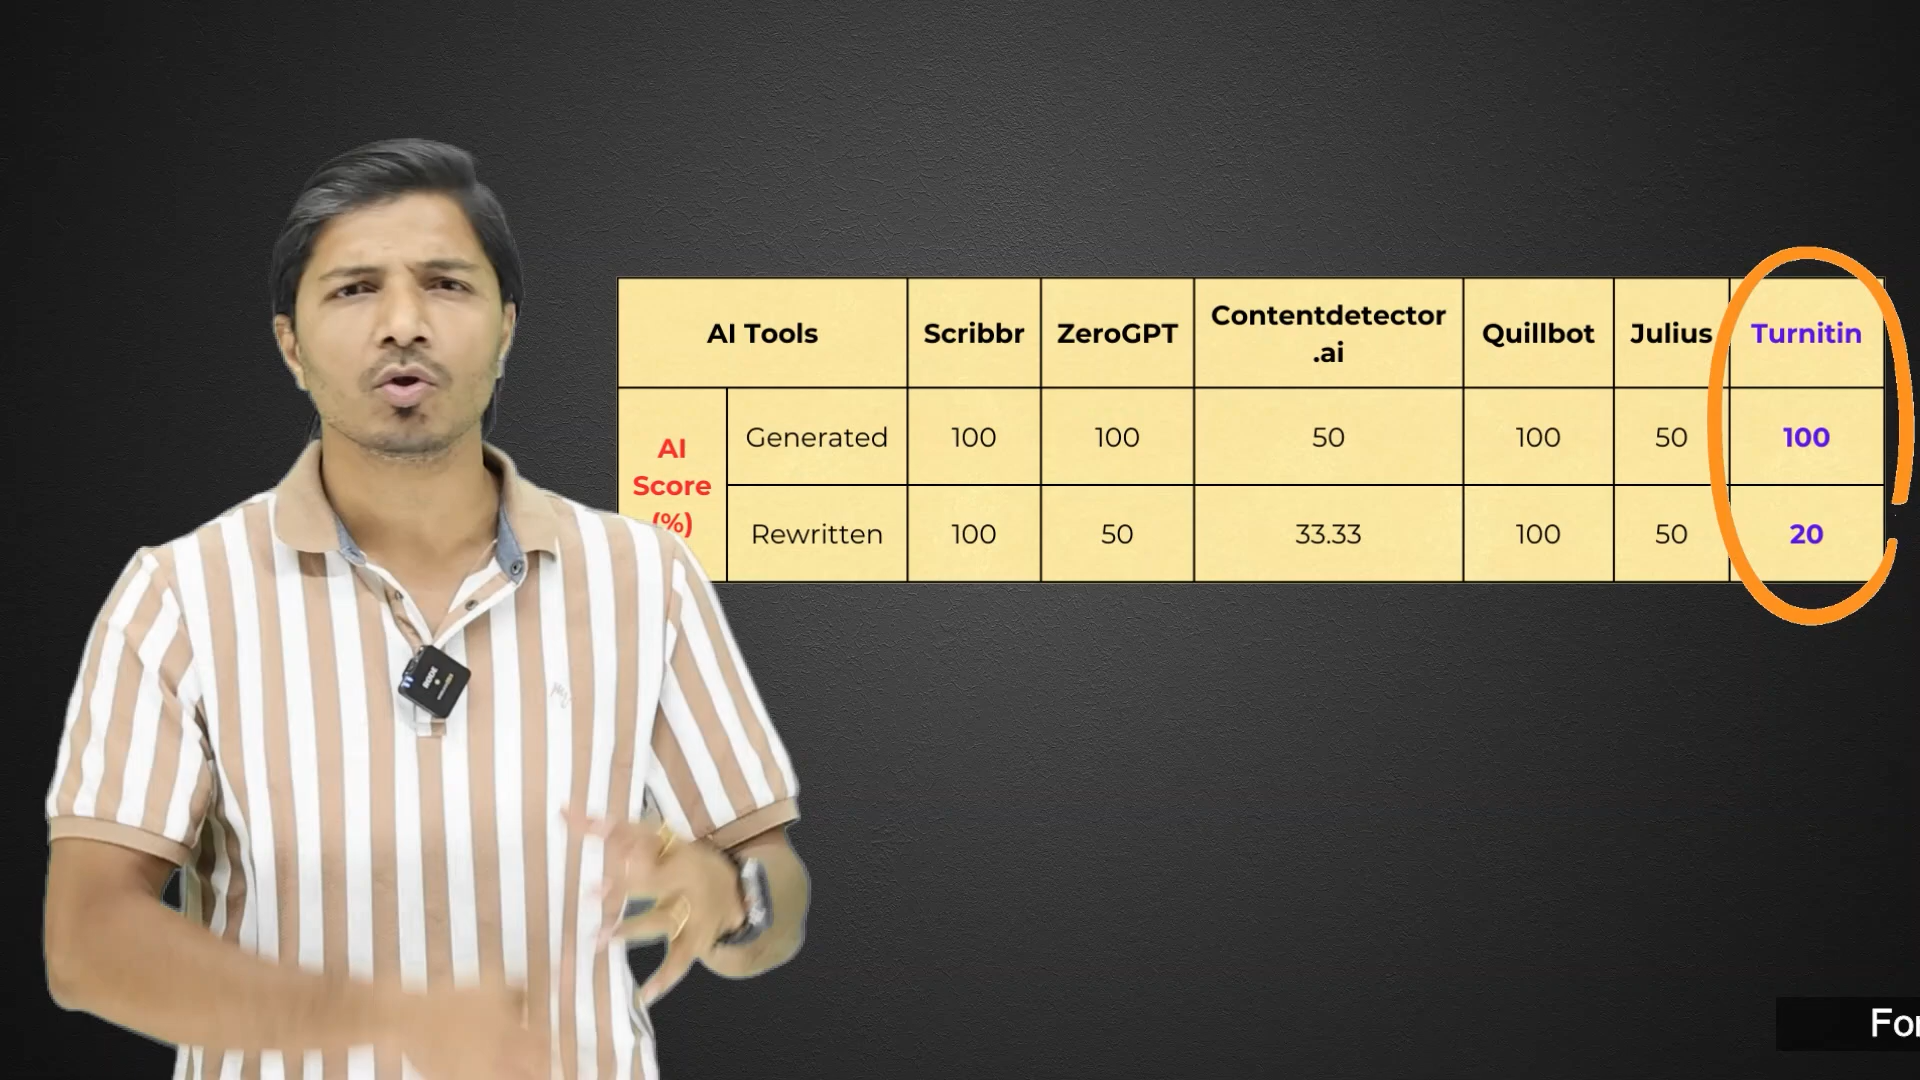 AI Tools Scribbr ZeroGPT Contentdetector .ai Quillbot Julius Turnitin
AI Score (%)
Generated 100 100 50 100 50 100
Rewritten 100 50 33.33 100 50 20